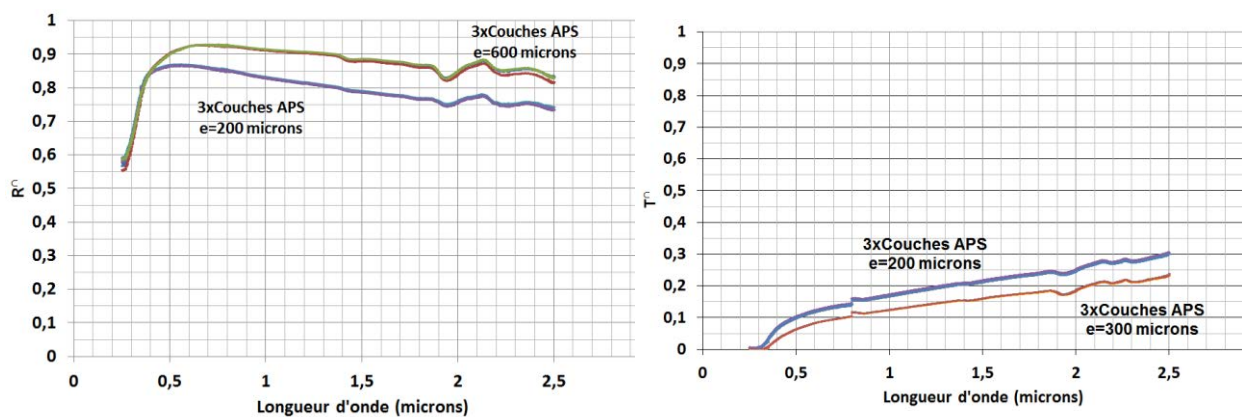 1
0,9
0,8
0,7
0,6
0,5
0,4
0,3
0,2
0,1
0
R
3xCouches APS
e=600 microns
3xCouches APS
e=200 microns
0
0,5
1
1,5
2
2,5
Longueur d'onde (microns)
1
0,9
0,8
0,7
0,6
0,5
0,4
0,3
0,2
0,1
0
T
3xCouches APS
e=200 microns
3xCouches APS
e=300 microns
0
0,5
1
1,5
2
2,5
Longueur d'onde (microns)